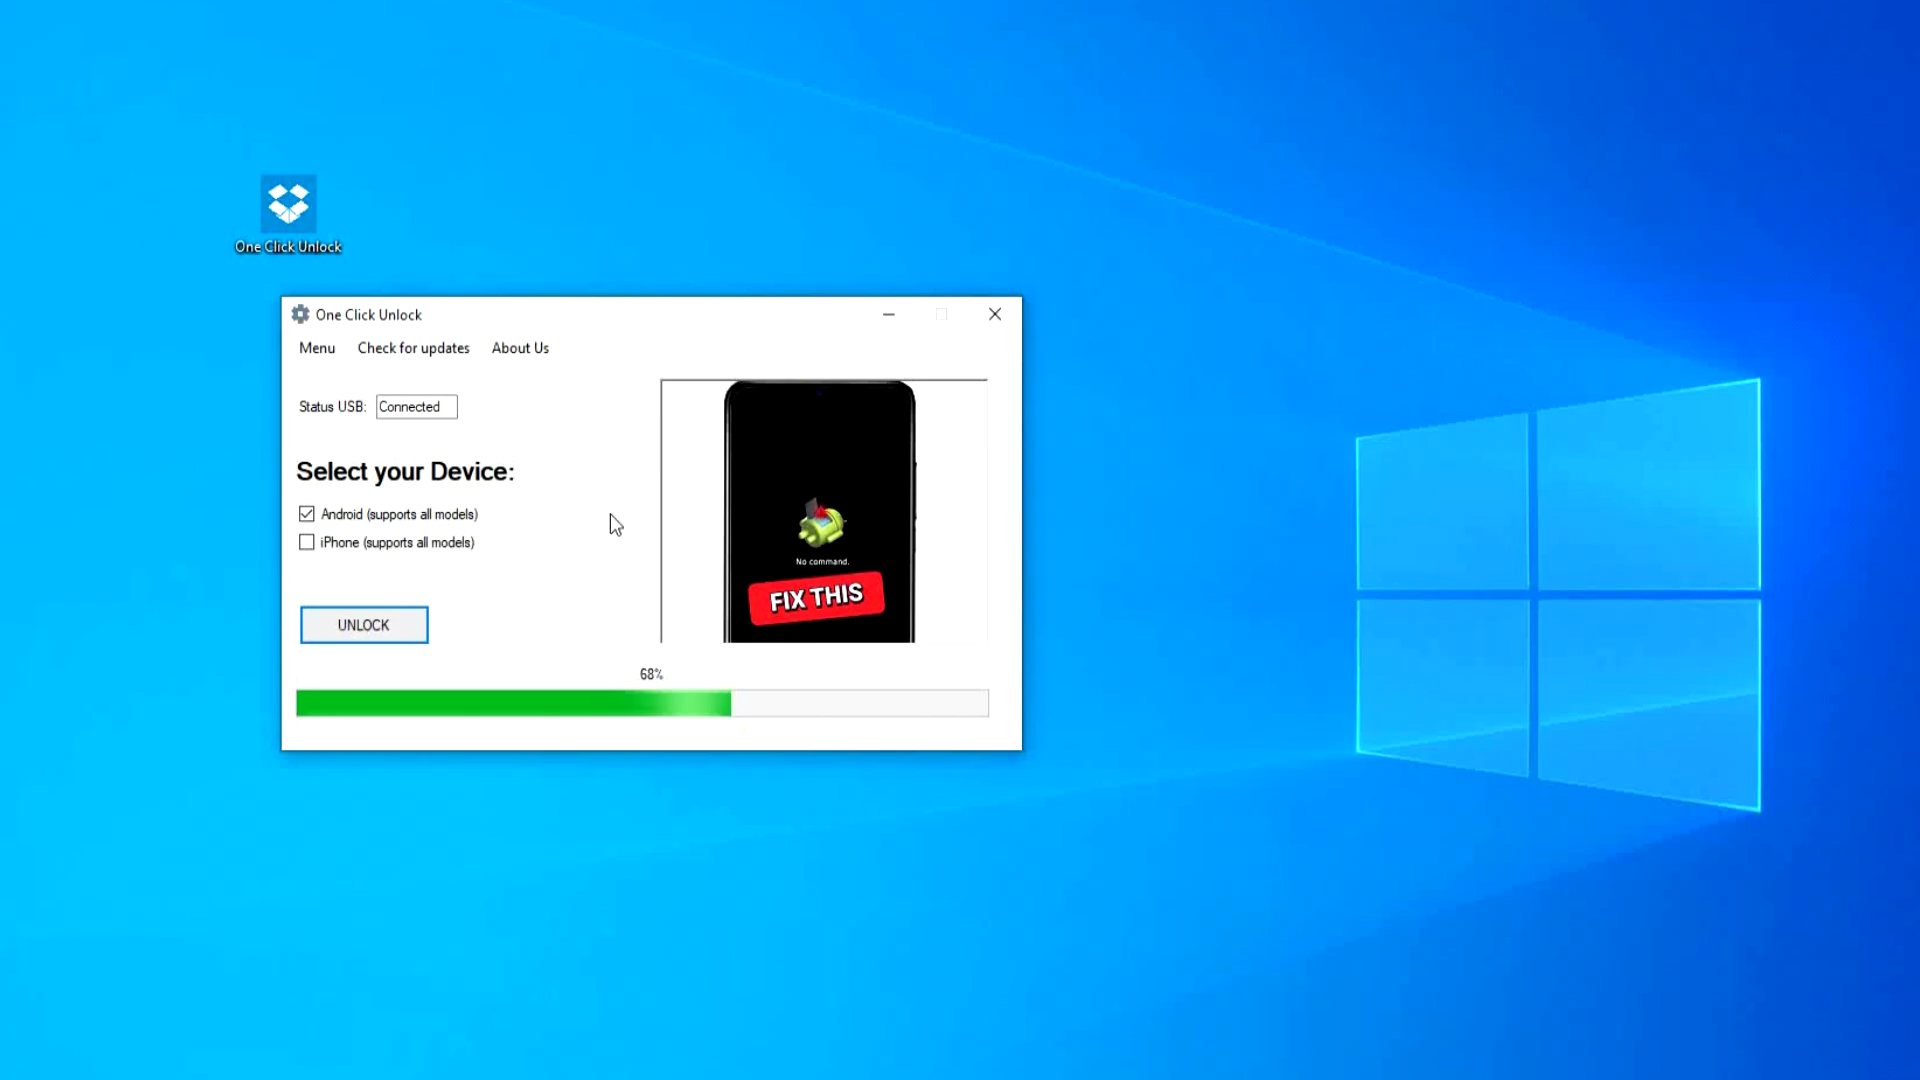 One Click Unlock
One Click Unlock
Menu Check for updates About Us
Status USB: Connected
Select your Device:
Android (supports all models)
iPhone (supports all models)
UNLOCK
No command.
FIX THIS
68%